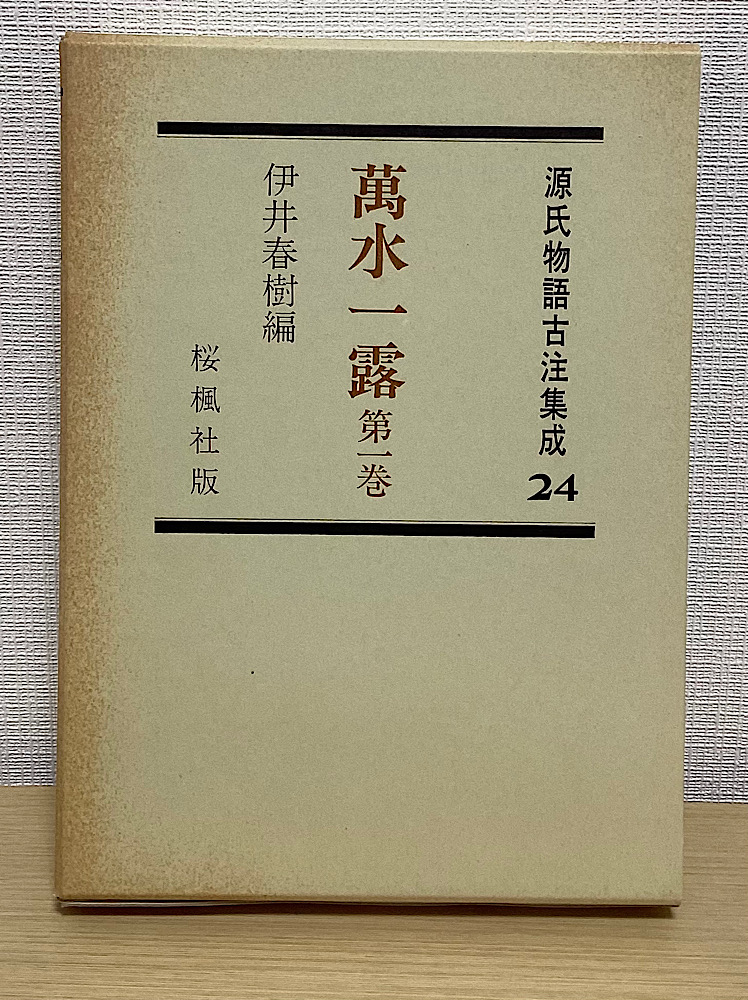 源氏物語古注集成 24
萬水一露 第一巻
伊井春樹編
桜楓社版